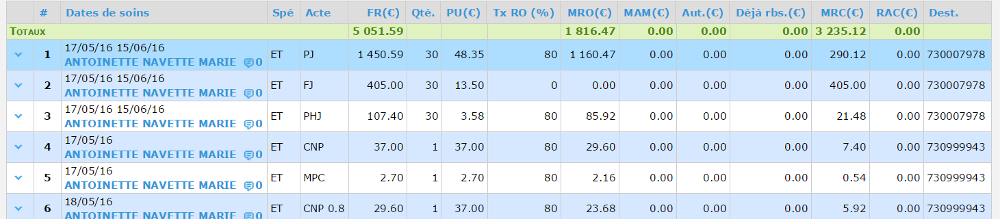 # Dates de soins Spé Acte FR(€) Qté. PU(€) Tx RO (%) MRO(€) MAM(€) Aut.(€) Déjà rbs.(€) MRC(€) RAC(€) Dest.
TOTAUX 5 051.59 1 816.47 0.00 0.00 0.00 3 235.12 0.00
1 17/05/16 15/06/16 ET PJ 1 450.59 30 48.35 80 1 160.47 0.00 0.00 0.00 290.12 0.00 730007978
ANTOINETTE NAVETTE MARIE 0
2 17/05/16 15/06/16 ET FJ 405.00 30 13.50 0 0.00 0.00 0.00 0.00 405.00 0.00 730007978
ANTOINETTE NAVETTE MARIE 0
3 17/05/16 15/06/16 ET PHJ 107.40 30 3.58 80 85.92 0.00 0.00 0.00 21.48 0.00 730007978
ANTOINETTE NAVETTE MARIE 0
4 17/05/16 ET CNP 37.00 1 37.00 80 29.60 0.00 0.00 0.00 7.40 0.00 730999943
ANTOINETTE NAVETTE MARIE 0
5 17/05/16 ET MPC 2.70 1 2.70 80 2.16 0.00 0.00 0.00 0.54 0.00 730999943
ANTOINETTE NAVETTE MARIE 0
6 18/05/16 ET CNP 0.8 29.60 1 37.00 80 23.68 0.00 0.00 0.00 5.92 0.00 730999943
ANTOINETTE NAVETTE MARIE 0